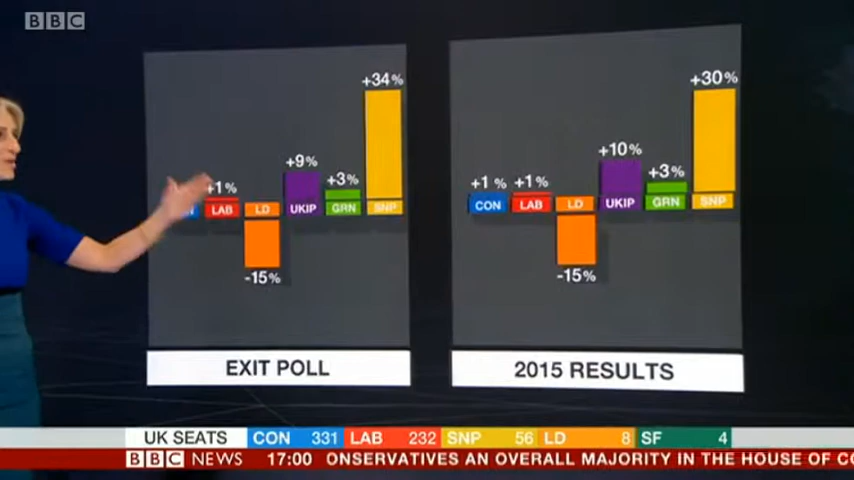 BBC
+34%
+30%
+10%
+9%
+3%
+3%
+1%
+1%
+1%
LAB
LD
UKIP
GRN
SNP
CON
LAB
LD
UKIP
GRN
SNP
-15%
-15%
EXIT POLL
2015 RESULTS
UK SEATS CON 331 LAB 232 SNP 56 LD 8 SF 4
BBC NEWS 17:00 ONSERVATIVES AN OVERALL MAJORITY IN THE HOUSE OF CO